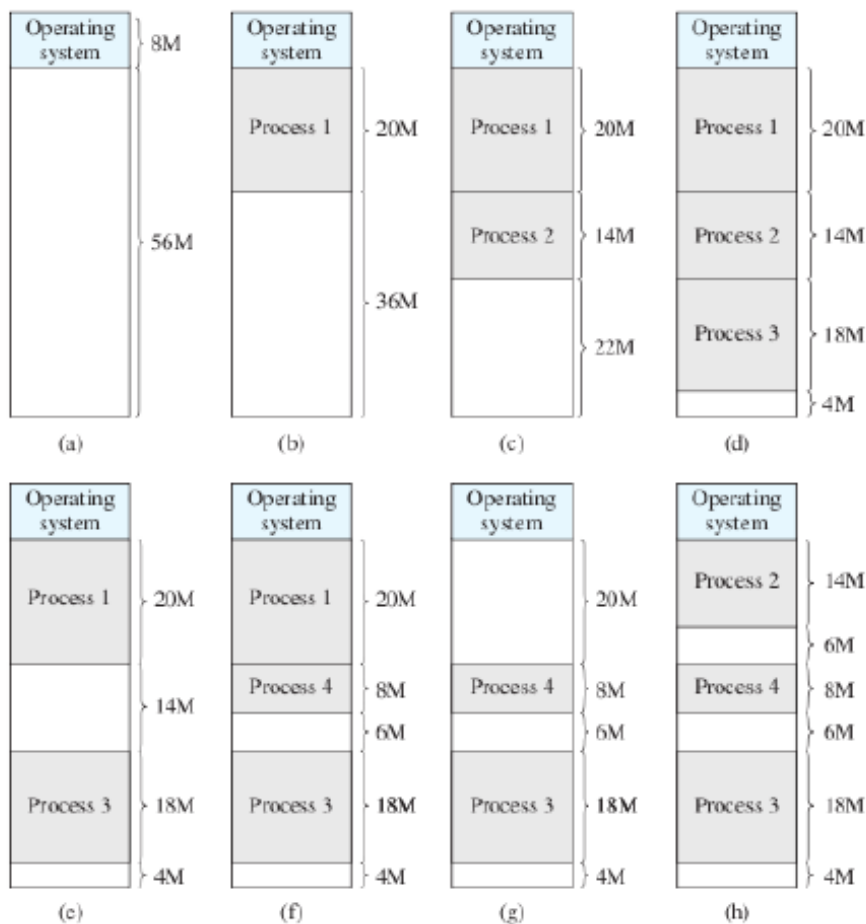 Operating
system
8M
56M
(a)
Operating
system
Process 1
20M
36M
(b)
Operating
system
Process 1
20M
Process 2
14M
22M
(c)
Operating
system
Process 1
20M
Process 2
14M
Process 3
18M
4M
(d)
Operating
system
Process 1
20M
14M
Process 3
18M
4M
(e)
Operating
system
Process 1
20M
Process 4
8M
6M
Process 3
18M
4M
(f)
Operating
system
20M
Process 4
8M
6M
Process 3
18M
4M
(g)
Operating
system
Process 2
14M
6M
Process 4
8M
6M
Process 3
18M
4M
(h)